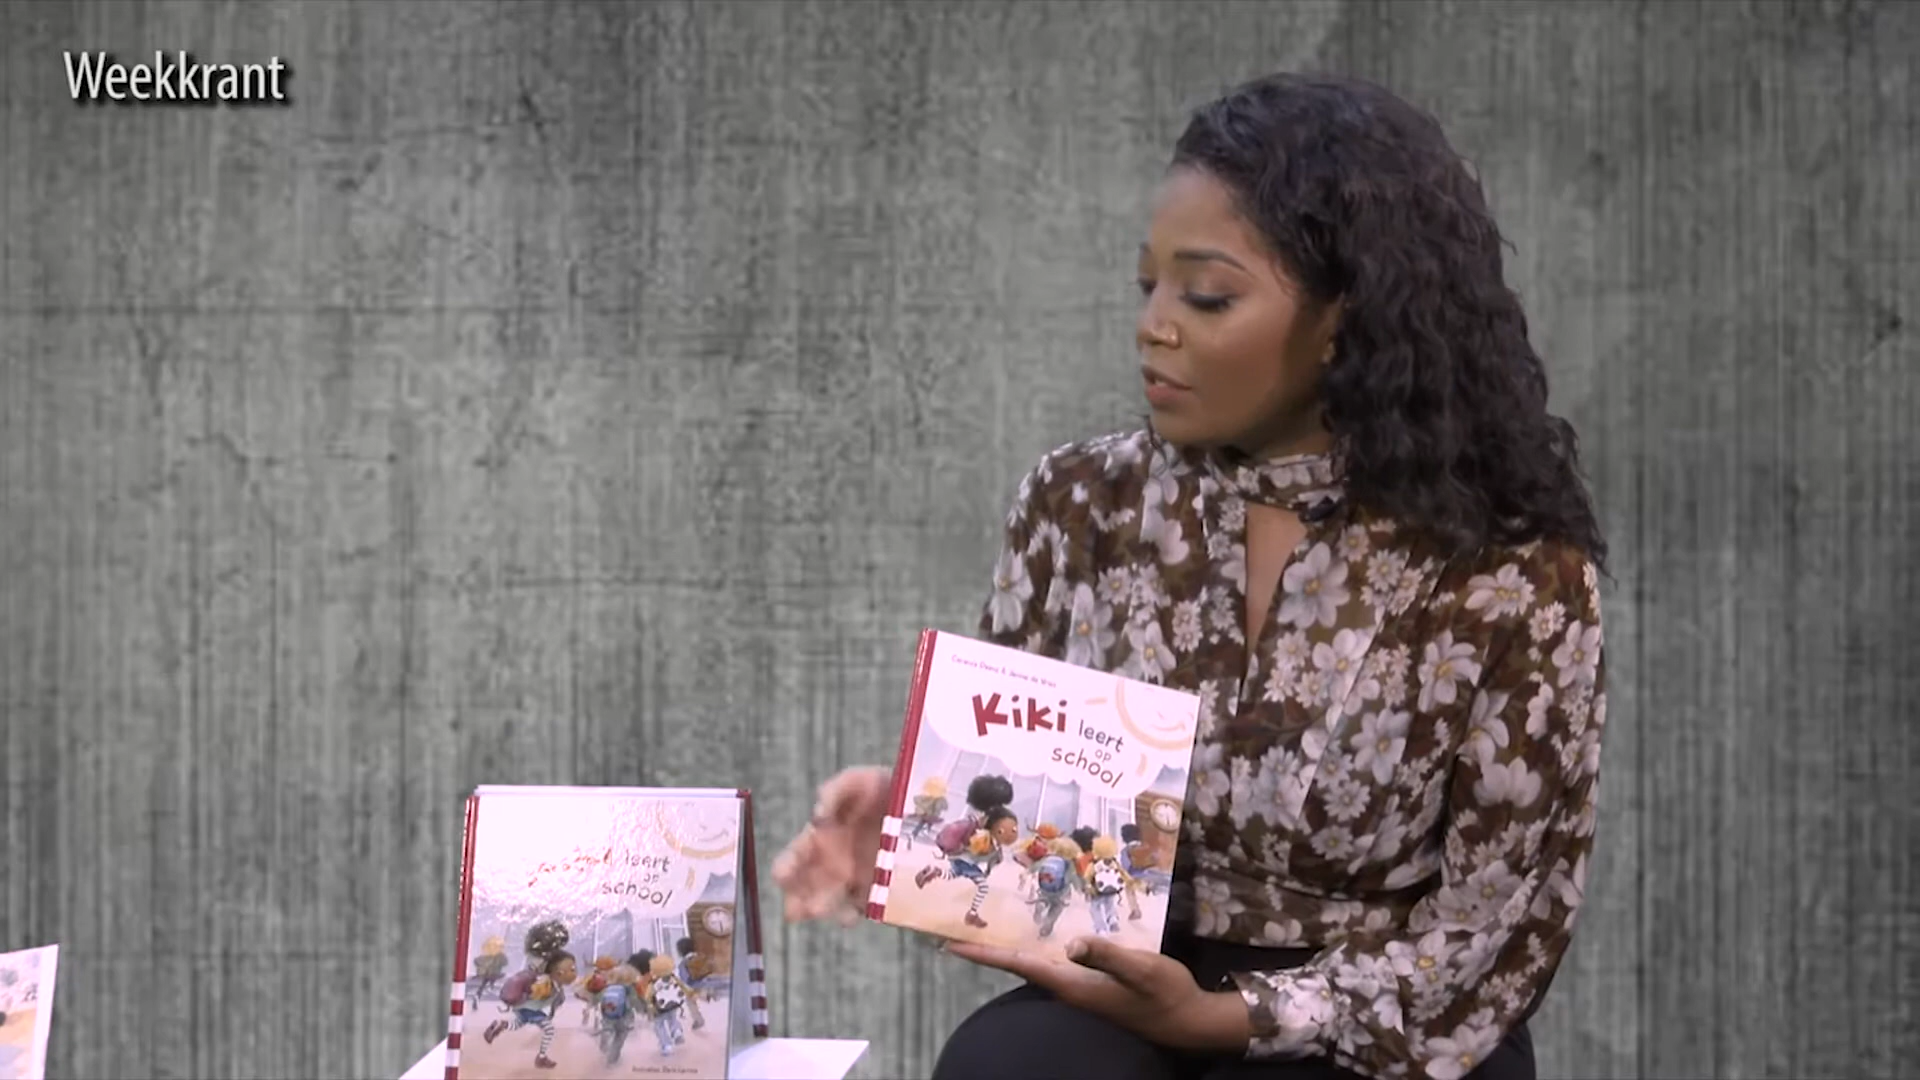 Weekkrant
Kiki leert
op
school
leert
op
school